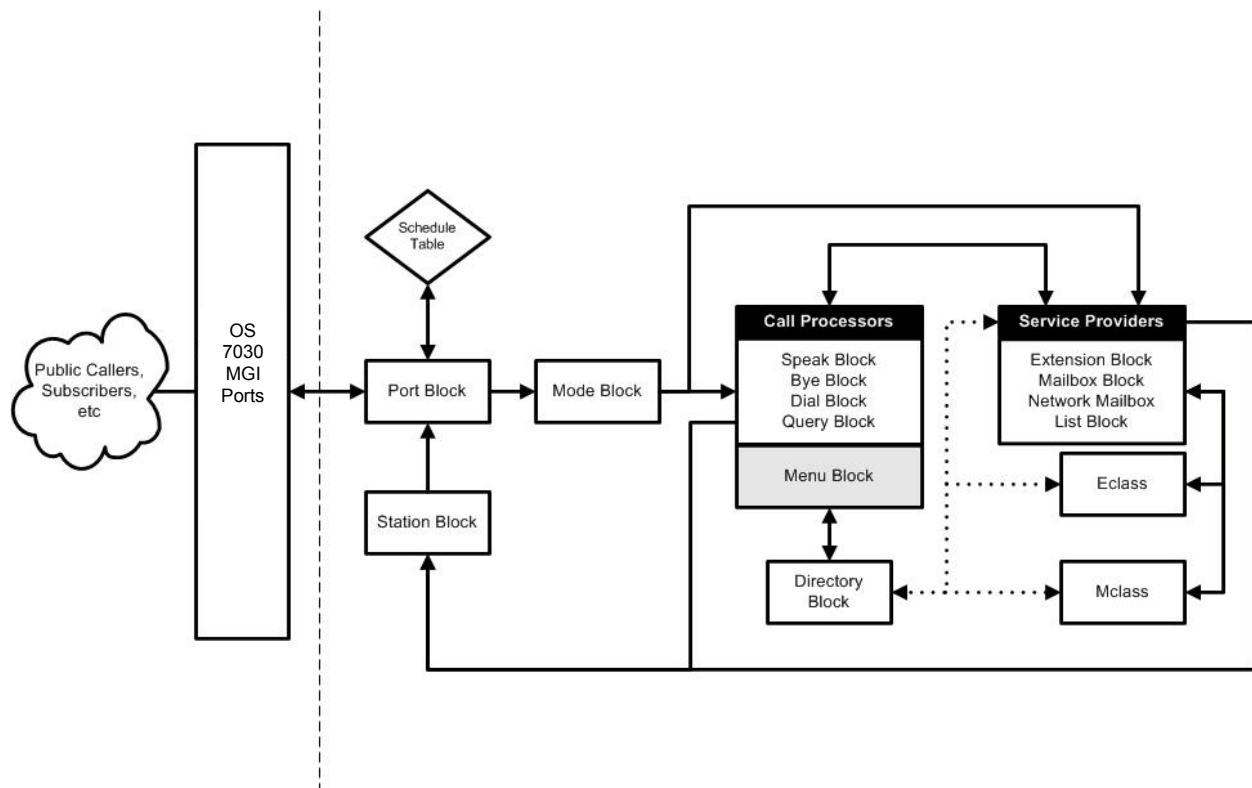 Public Callers,
Subscribers,
etc
OS
7030
MGI
Ports
Schedule
Table
Port Block
Mode Block
Station Block
Call Processors
Speak Block
Bye Block
Dial Block
Query Block
Menu Block
Directory
Block
Service Providers
Extension Block
Mailbox Block
Network Mailbox
List Block
Eclass
Mclass